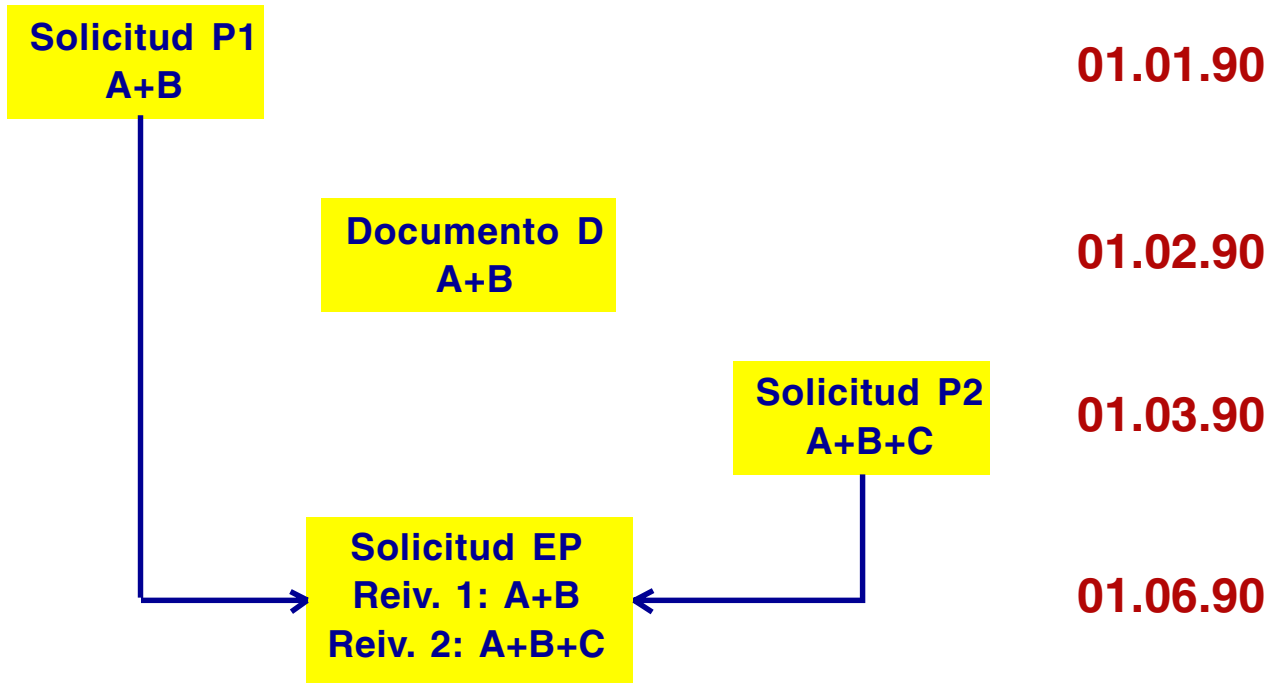 Solicitud P1
A+B
01.01.90
Documento D
A+B
01.02.90
Solicitud P2
A+B+C
01.03.90
Solicitud EP
Reiv. 1: A+B
Reiv. 2: A+B+C
01.06.90